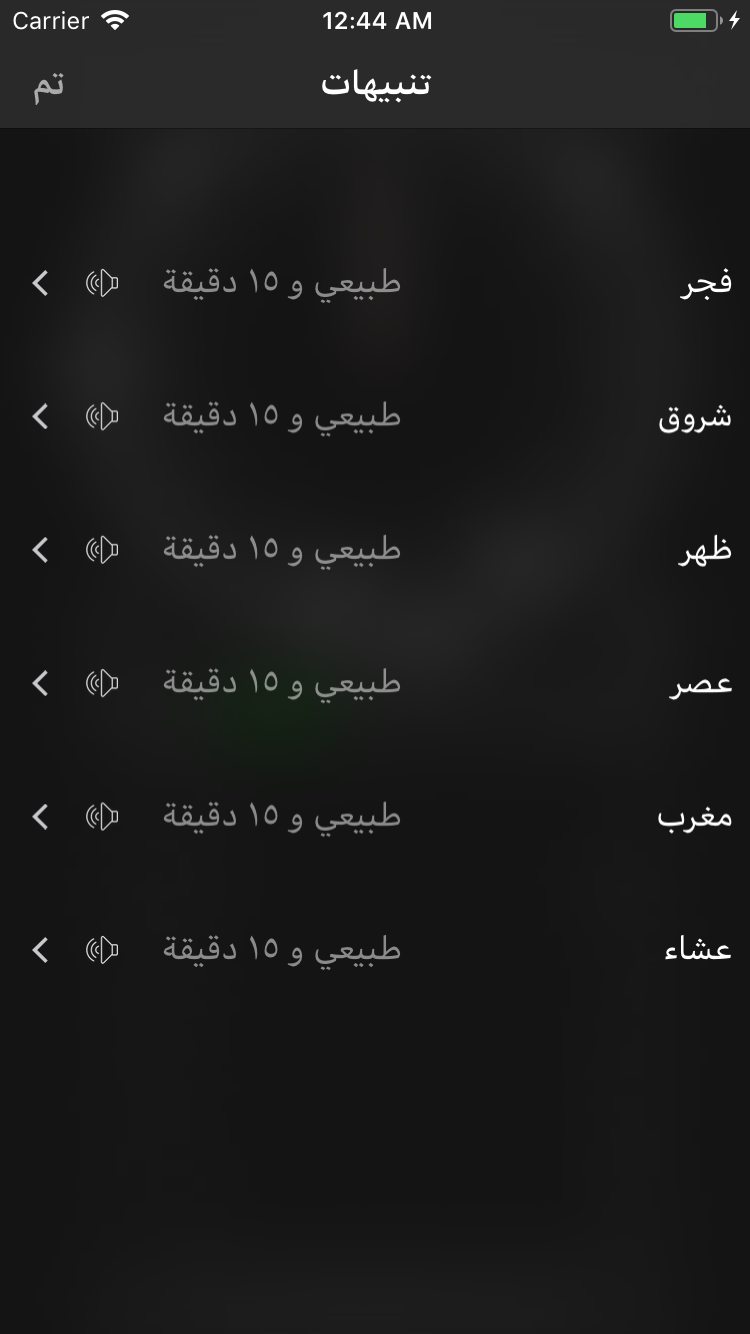 Carrier 12:44 AM
تنبيهات تم
فجر طبيعي و ١٥ دقيقة
شروق طبيعي و ١٥ دقيقة
ظهر طبيعي و ١٥ دقيقة
عصر طبيعي و ١٥ دقيقة
مغرب طبيعي و ١٥ دقيقة
عشاء طبيعي و ١٥ دقيقة